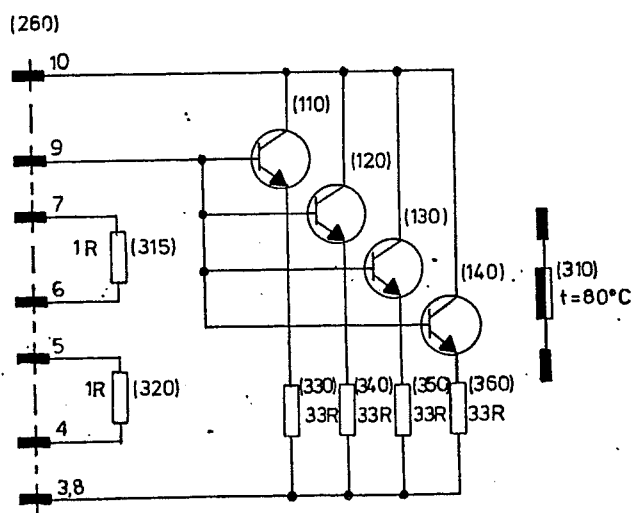 (260)
10
(110)
9
(120)
7
(130)
1R (315)
(140)
(310)
6
t=80°C
5
1R (320)
(330) (340) (350) (360)
33R 33R 33R 33R
4
3,8